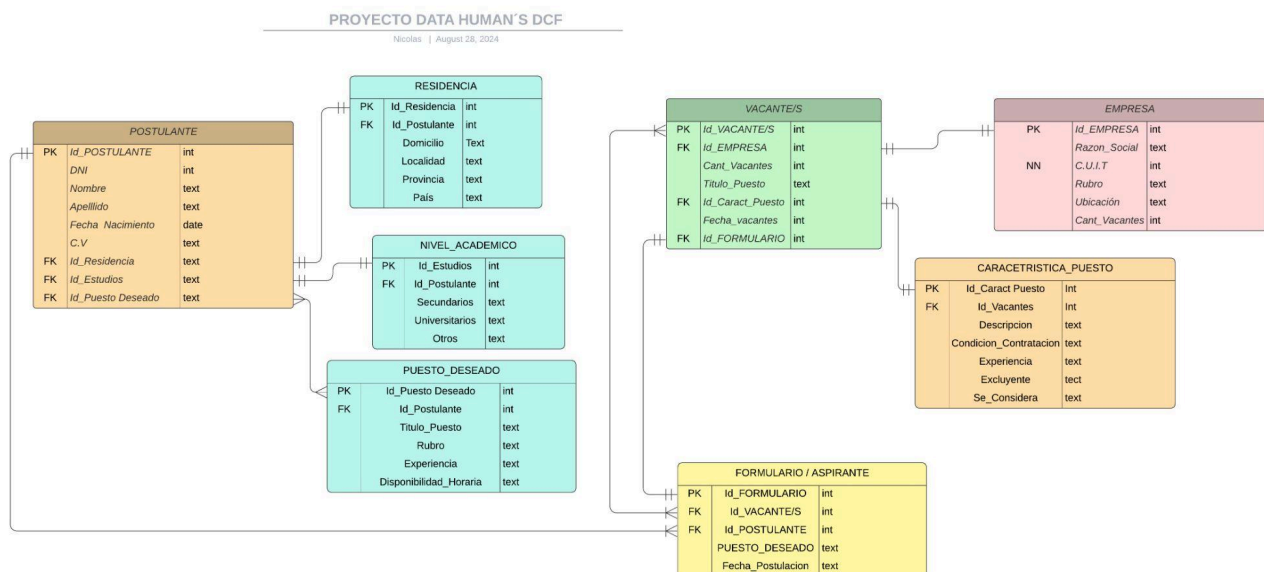 PROYECTO DATA HUMAN´S DCF
Nicolas | August 28, 2024
POSTULANTE
PK Id_POSTULANTE int
DNI int
Nombre text
Apelllido text
Fecha Nacimiento date
C.V text
FK Id_Residencia text
FK Id_Estudios text
FK Id_Puesto Deseado text
RESIDENCIA
PK Id_Residencia int
FK Id_Postulante int
Domicilio Text
Localidad text
Provincia text
País text
NIVEL_ACADEMICO
PK Id_Estudios int
FK Id_Postulante int
Secundarios text
Universitarios text
Otros text
PUESTO_DESEADO
PK Id_Puesto Deseado int
FK Id_Postulante int
Titulo_Puesto text
Rubro text
Experiencia text
Disponibilidad_Horaria text
VACANTE/S
PK Id_VACANTE/S int
FK Id_EMPRESA int
Cant_Vacantes int
Titulo_Puesto text
FK Id_Caract_Puesto int
Fecha_vacantes int
FK Id_FORMULARIO int
EMPRESA
PK Id_EMPRESA int
Razon_Social text
NN C.U.I.T int
Rubro text
Ubicación text
Cant_Vacantes int
CARACETRISTICA_PUESTO
PK Id_Caract Puesto Int
FK Id_Vacantes Int
Descripcion text
Condicion_Contratacion text
Experiencia text
Excluyente tect
Se_Considera text
FORMULARIO / ASPIRANTE
PK Id_FORMULARIO int
FK Id_VACANTE/S int
FK Id_POSTULANTE int
PUESTO_DESEADO text
Fecha_Postulacion text